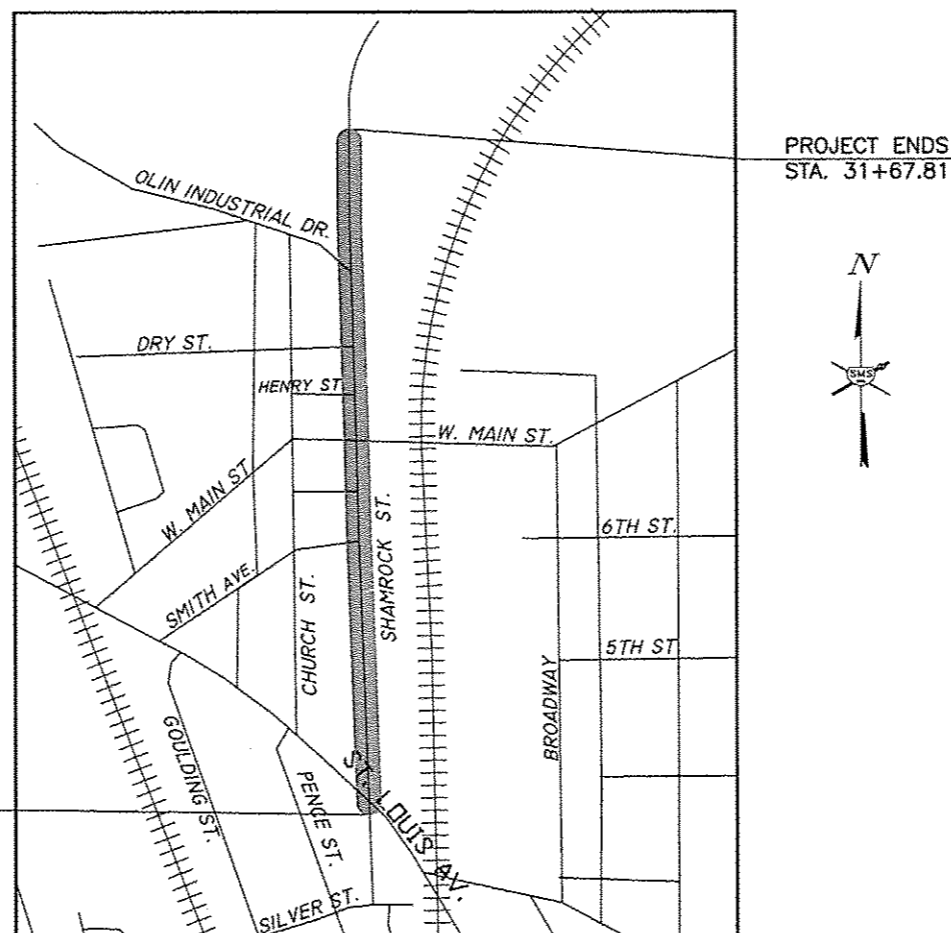 PROJECT ENDS
STA. 31+67.81
OLIN INDUSTRIAL DR.
N
SMS
DRY ST.
HENRY ST
W. MAIN ST.
W. MAIN ST
6TH ST.
SHAMROCK ST.
SMITH AVE.
CHURCH ST.
5TH ST
BROADWAY
GOULDING ST.
PENCE ST.
ST. LOUIS AV.
SILVER ST.